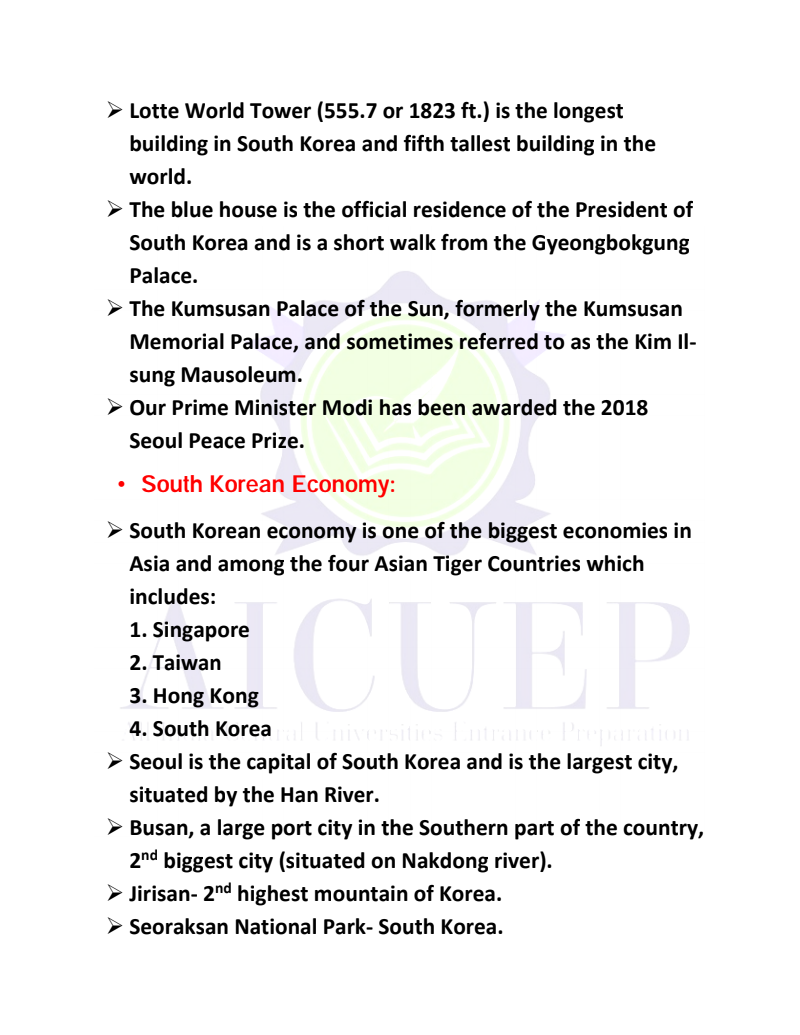 ➢ Lotte World Tower (555.7 or 1823 ft.) is the longest
building in South Korea and fifth tallest building in the
world.
➢ The blue house is the official residence of the President of
South Korea and is a short walk from the Gyeongbokgung
Palace.
➢ The Kumsusan Palace of the Sun, formerly the Kumsusan
Memorial Palace, and sometimes referred to as the Kim Il-
sung Mausoleum.
➢ Our Prime Minister Modi has been awarded the 2018
Seoul Peace Prize.
• South Korean Economy:
➢ South Korean economy is one of the biggest economies in
Asia and among the four Asian Tiger Countries which
includes:
1. Singapore
2. Taiwan
3. Hong Kong
4. South Korea
➢ Seoul is the capital of South Korea and is the largest city,
situated by the Han River.
➢ Busan, a large port city in the Southern part of the country,
2nd biggest city (situated on Nakdong river).
➢ Jirisan- 2nd highest mountain of Korea.
➢ Seoraksan National Park- South Korea.
AICUEP
Universities Entrance Preparation